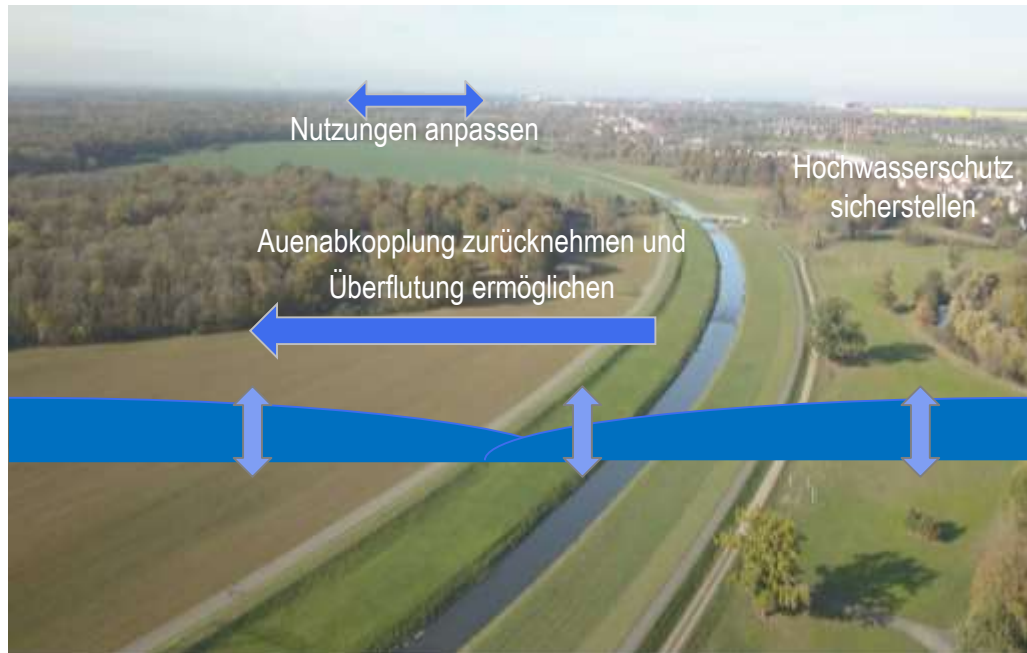 Nutzungen anpassen
Hochwasserschutz
sicherstellen
Auenabkopplung zurücknehmen und
Überflutung ermöglichen